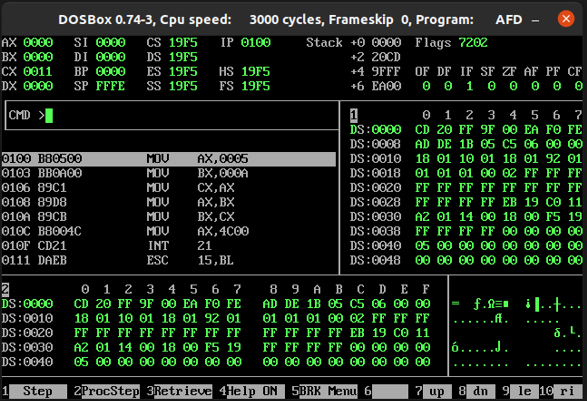 DOSBox 0.74-3, Cpu speed: 3000 cycles, Frameskip 0, Program: AFD
AX 0000 SI 0000 CS 19F5 IP 0100 Stack +0 0000 Flags 7202
BX 0000 DI 0000 DS 19F5 +2 20CD
CX 0011 BP 0000 ES 19F5 HS 19F5 +4 9FFF OF DF IF SF ZF AF PF CF
DX 0000 SP FFFE SS 19F5 FS 19F5 +6 EA00 0 0 1 0 0 0 0 0
CMD >
1 0 1 2 3 4 5 6 7
DS:0000 CD 20 FF 9F 00 EA F0 FE
DS:0008 AD DE 1B 05 C5 06 00 00
DS:0010 18 01 10 01 18 01 92 01
DS:0018 01 01 01 00 02 FF FF FF
DS:0020 FF FF FF FF FF FF FF FF
DS:0028 FF FF FF FF EB 19 C0 11
DS:0030 A2 01 14 00 18 00 F5 19
DS:0038 FF FF FF FF 00 00 00 00
DS:0040 05 00 00 00 00 00 00 00
DS:0048 00 00 00 00 00 00 00 00
0100 B80500 MOV AX,0005
0103 BB0A00 MOV BX,000A
0106 89C1 MOV CX,AX
0108 89D8 MOV AX,BX
010A 89CB MOV BX,CX
010C B8004C MOV AX,4C00
010F CD21 INT 21
0111 DAEB ESC 15,BL
2 0 1 2 3 4 5 6 7 8 9 A B C D E F
DS:0000 CD 20 FF 9F 00 EA F0 FE AD DE 1B 05 C5 06 00 00
DS:0010 18 01 10 01 18 01 92 01 01 01 01 00 02 FF FF FF
DS:0020 FF FF FF FF FF FF FF FF FF FF FF FF EB 19 C0 11
DS:0030 A2 01 14 00 18 00 F5 19 FF FF FF FF 00 00 00 00
DS:0040 05 00 00 00 00 00 00 00 00 00 00 00 00 00 00 00
1 Step 2 ProcStep 3 Retrieve 4 Help ON 5 BRK Menu 6 7 up 8 dn 9 le 10 ri